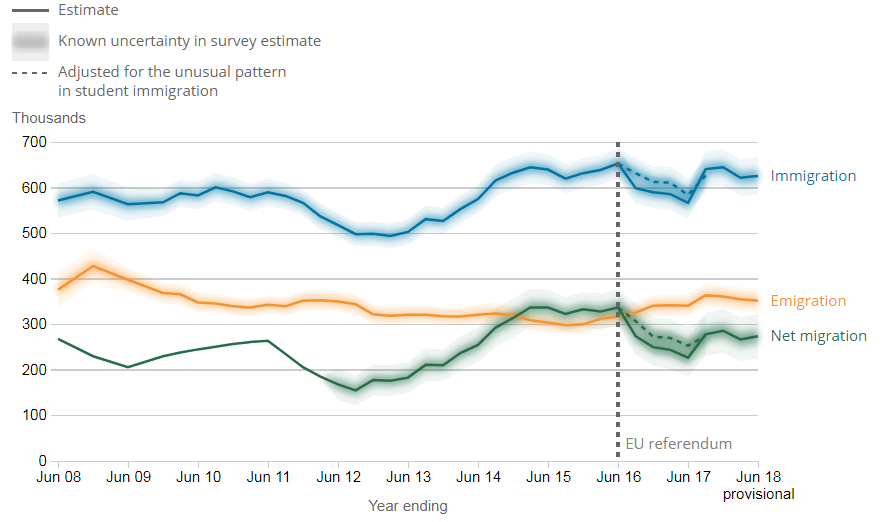 Estimate
Known uncertainty in survey estimate
Adjusted for the unusual pattern
in student immigration
Thousands
700
600
500
400
300
200
100
0
Immigration
Emigration
Net migration
EU referendum
Jun 08 Jun 09 Jun 10 Jun 11 Jun 12 Jun 13 Jun 14 Jun 15 Jun 16 Jun 17 Jun 18
provisional
Year ending